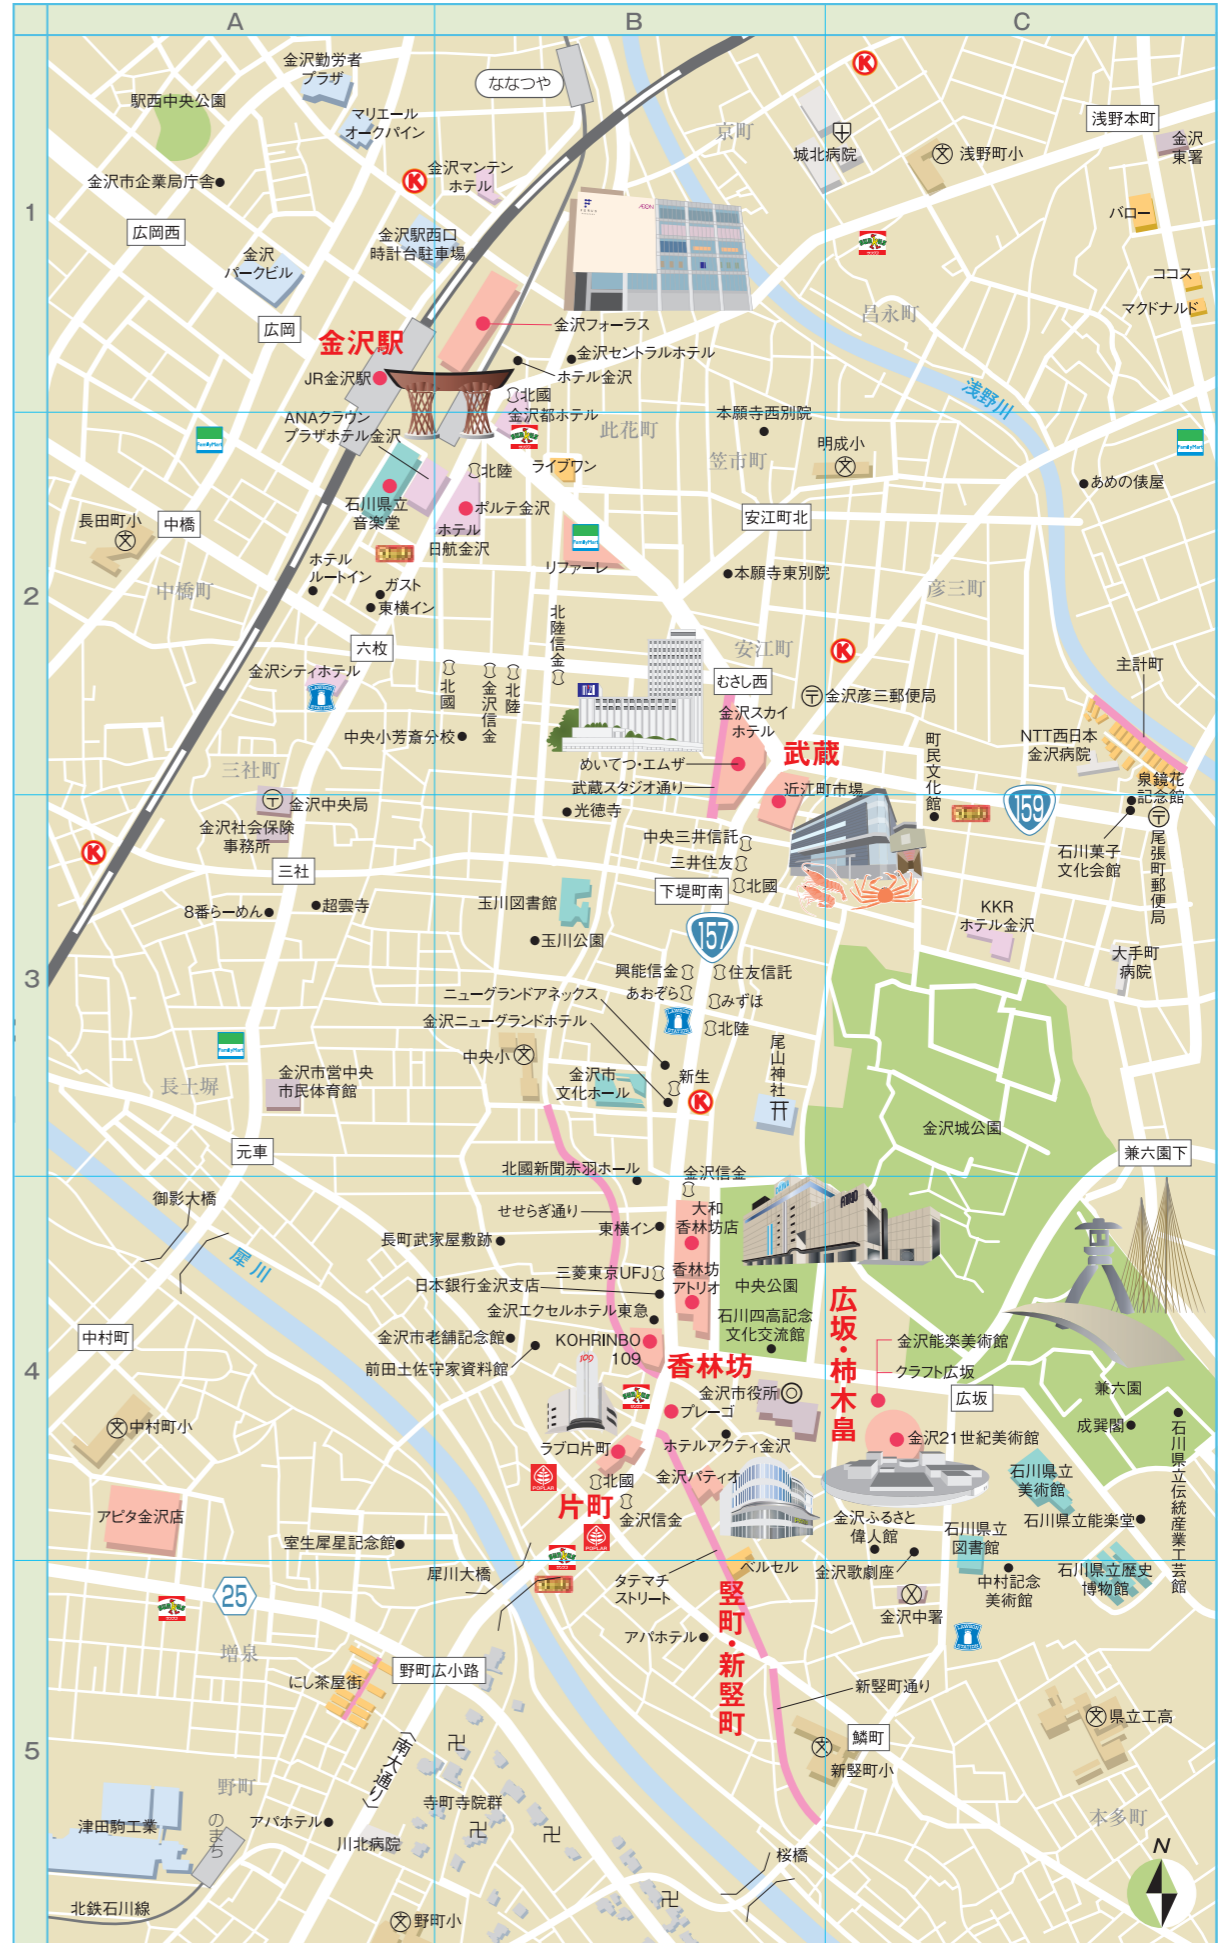 A
B
C
1
2
3
4
5
金沢勤労者
プラザ
駅西中央公園
マリエール
オークパイン
金沢マンテン
ホテル
金沢市企業局庁舎
広岡西
金沢
パークビル
金沢駅西口
時計台駐車場
広岡
金沢駅
JR金沢駅
ななつや
京町
城北病院
浅野本町
浅野町小
金沢
東署
バロー
ココス
マクドナルド
昌永町
浅野川
AEON
金沢フォーラス
金沢セントラルホテル
ホテル金沢
北國
金沢都ホテル
ANAクラウン
プラザホテル金沢
此花町
本願寺西別院
笠市町
明成小
あめの俵屋
FamilyMart
北陸
ライブワン
石川県立
音楽堂
ポルテ金沢
ホテル
日航金沢
安江町北
長田町小
中橋
FamilyMart
リファーレ
FamilyMart
ホテル
ルートイン
ガスト
東横イン
本願寺東別院
中橋町
彦三町
北陸信金
六枚
安江町
金沢シティホテル
北國
金沢信金
北陸
むさし西
金沢彦三郵便局
主計町
金沢スカイ
ホテル
中央小芳斎分校
めいてつ・エムザ
武蔵
町民文化館
NTT西日本
金沢病院
武蔵スタジオ通り
近江町市場
泉鏡花
記念館
三社町
金沢中央局
光徳寺
159
金沢社会保険
事務所
中央三井信託
三井住友
石川菓子
文化会館
尾張町郵便局
三社
下堤町南
北國
8番らーめん
超雲寺
玉川図書館
玉川公園
157
KKR
ホテル金沢
大手町
病院
興能信金
住友信託
あおぞら
ニューグランドアネックス
みずほ
金沢ニューグランドホテル
北陸
FamilyMart
中央小
尾山神社
長土塀
金沢市営中央
市民体育館
金沢市
文化ホール
新生
金沢城公園
元車
兼六園下
北國新聞赤羽ホール
金沢信金
御影大橋
せせらぎ通り
大和
香林坊店
東横イン
長町武家屋敷跡
犀川
三菱東京UFJ
香林坊
アトリオ
中央公園
日本銀行金沢支店
金沢エクセルホテル東急
石川四高記念
文化交流館
広坂・柿木畠
中村町
金沢市老舗記念館
KOHRINBO
109
金沢能楽美術館
前田土佐守家資料館
香林坊
クラフト広坂
兼六園
金沢市役所
広坂
プレーゴ
成巽閣
中村町小
ホテルアクティ金沢
金沢21世紀美術館
石川県立伝統産業工芸館
ラブロ片町
北國
金沢パティオ
石川県立
美術館
POPLAR
片町
金沢信金
アピタ金沢店
金沢ふるさと
偉人館
石川県立能楽堂
POPLAR
石川県立
図書館
室生犀星記念館
犀川大橋
タテマチ
ストリート
ベルセル
金沢歌劇座
中村記念
美術館
石川県立歴史
博物館
25
竪町・新竪町
金沢中署
増泉
アパホテル
にし茶屋街
野町広小路
新竪町通り
県立工高
南大通り
鱗町
新竪町小
野町
寺町寺院群
津田駒工業
のまち
アパホテル
川北病院
本多町
桜橋
北鉄石川線
野町小
N